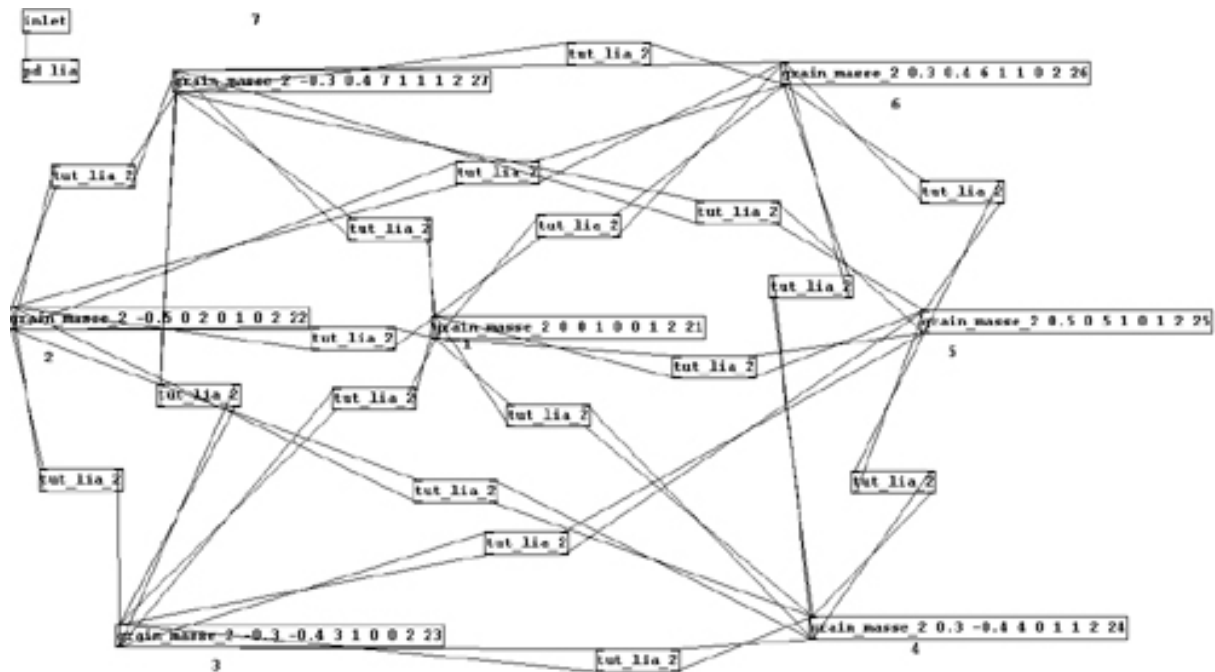 inlet
7
tut_lia_2
pd lia
grain_masse_2 -0.3 0.4 7 1 1 1 2 27
grain_masse_2 0.3 0.4 6 1 1 0 2 26
6
tut_lia_2
tut_lia_2
tut_lia_2
tut_lia_2
tut_lia_2
tut_lia_2
tut_lia_2
grain_masse_2 -0.5 0 2 0 1 0 2 22
grain_masse_2 0 0 1 0 0 1 2 21
grain_masse_2 0.5 0 5 1 0 1 2 25
1
2
tut_lia_2
5
tut_lia_2
tut_lia_2
tut_lia_2
tut_lia_2
tut_lia_2
tut_lia_2
tut_lia_2
tut_lia_2
grain_masse_2 -0.3 -0.4 3 1 0 0 2 23
grain_masse_2 0.3 -0.4 4 0 1 1 2 24
4
3
tut_lia_2